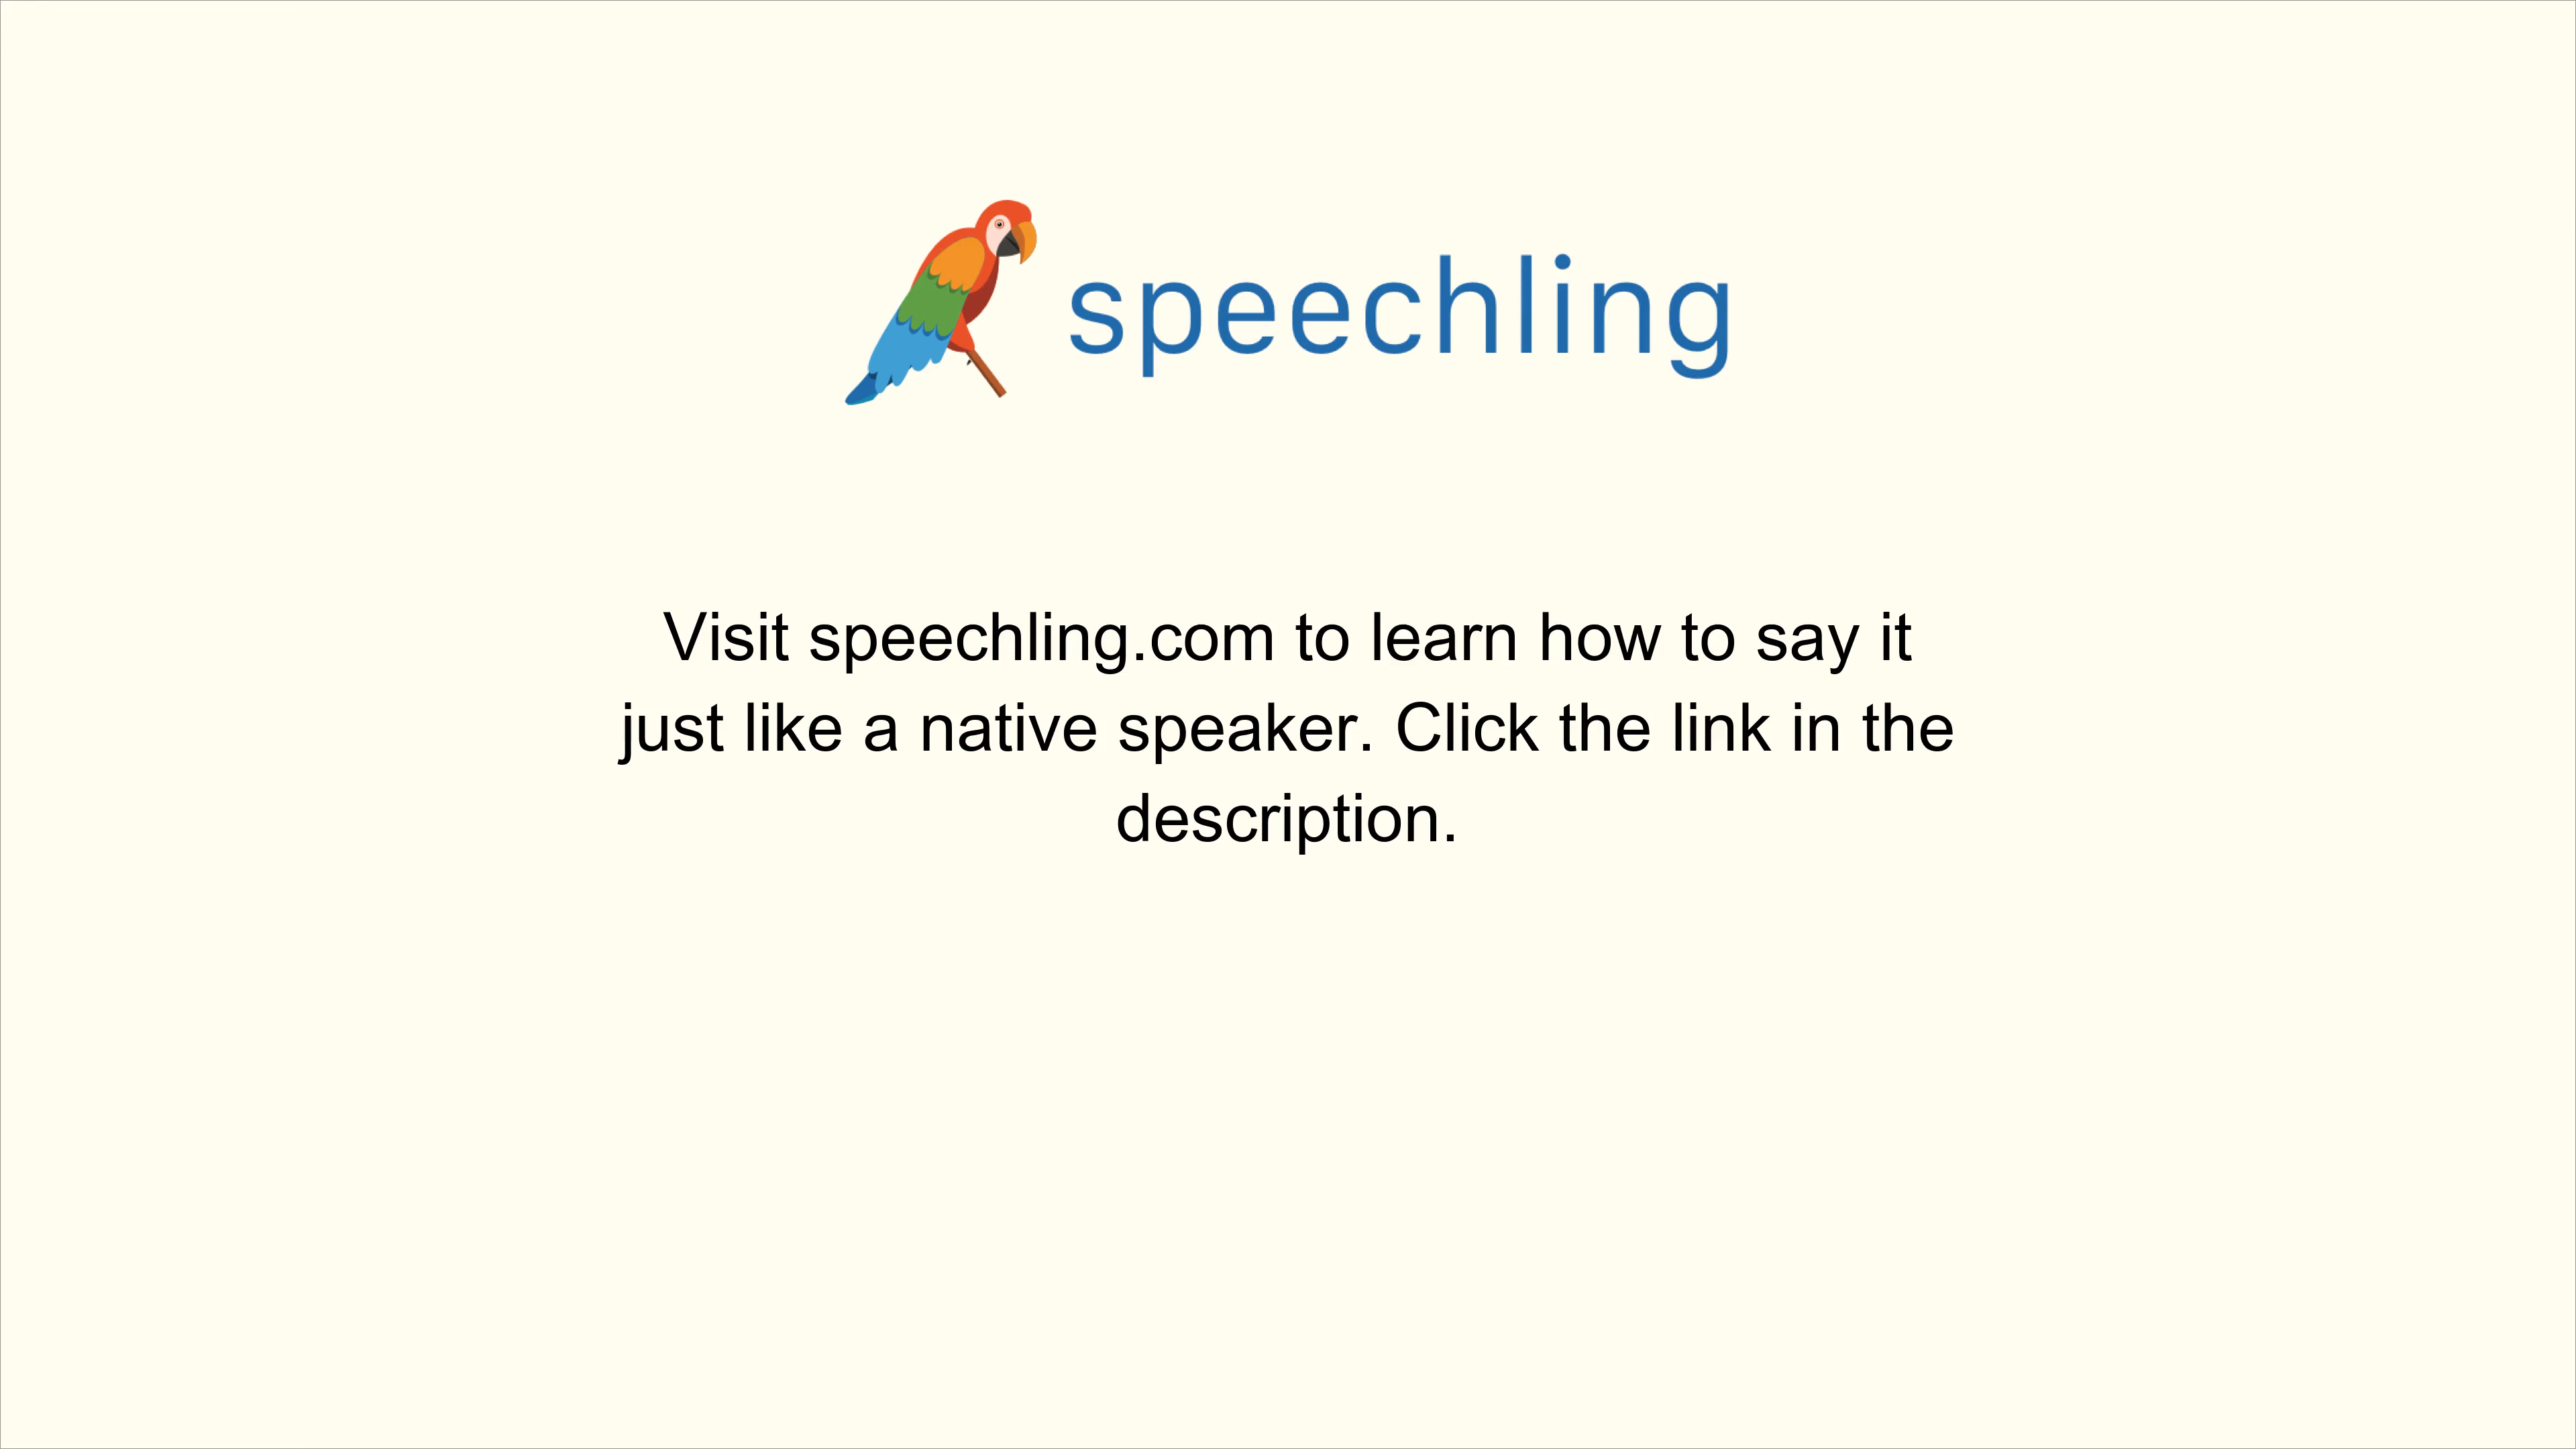 speechling
Visit speechling.com to learn how to say it
just like a native speaker. Click the link in the
description.